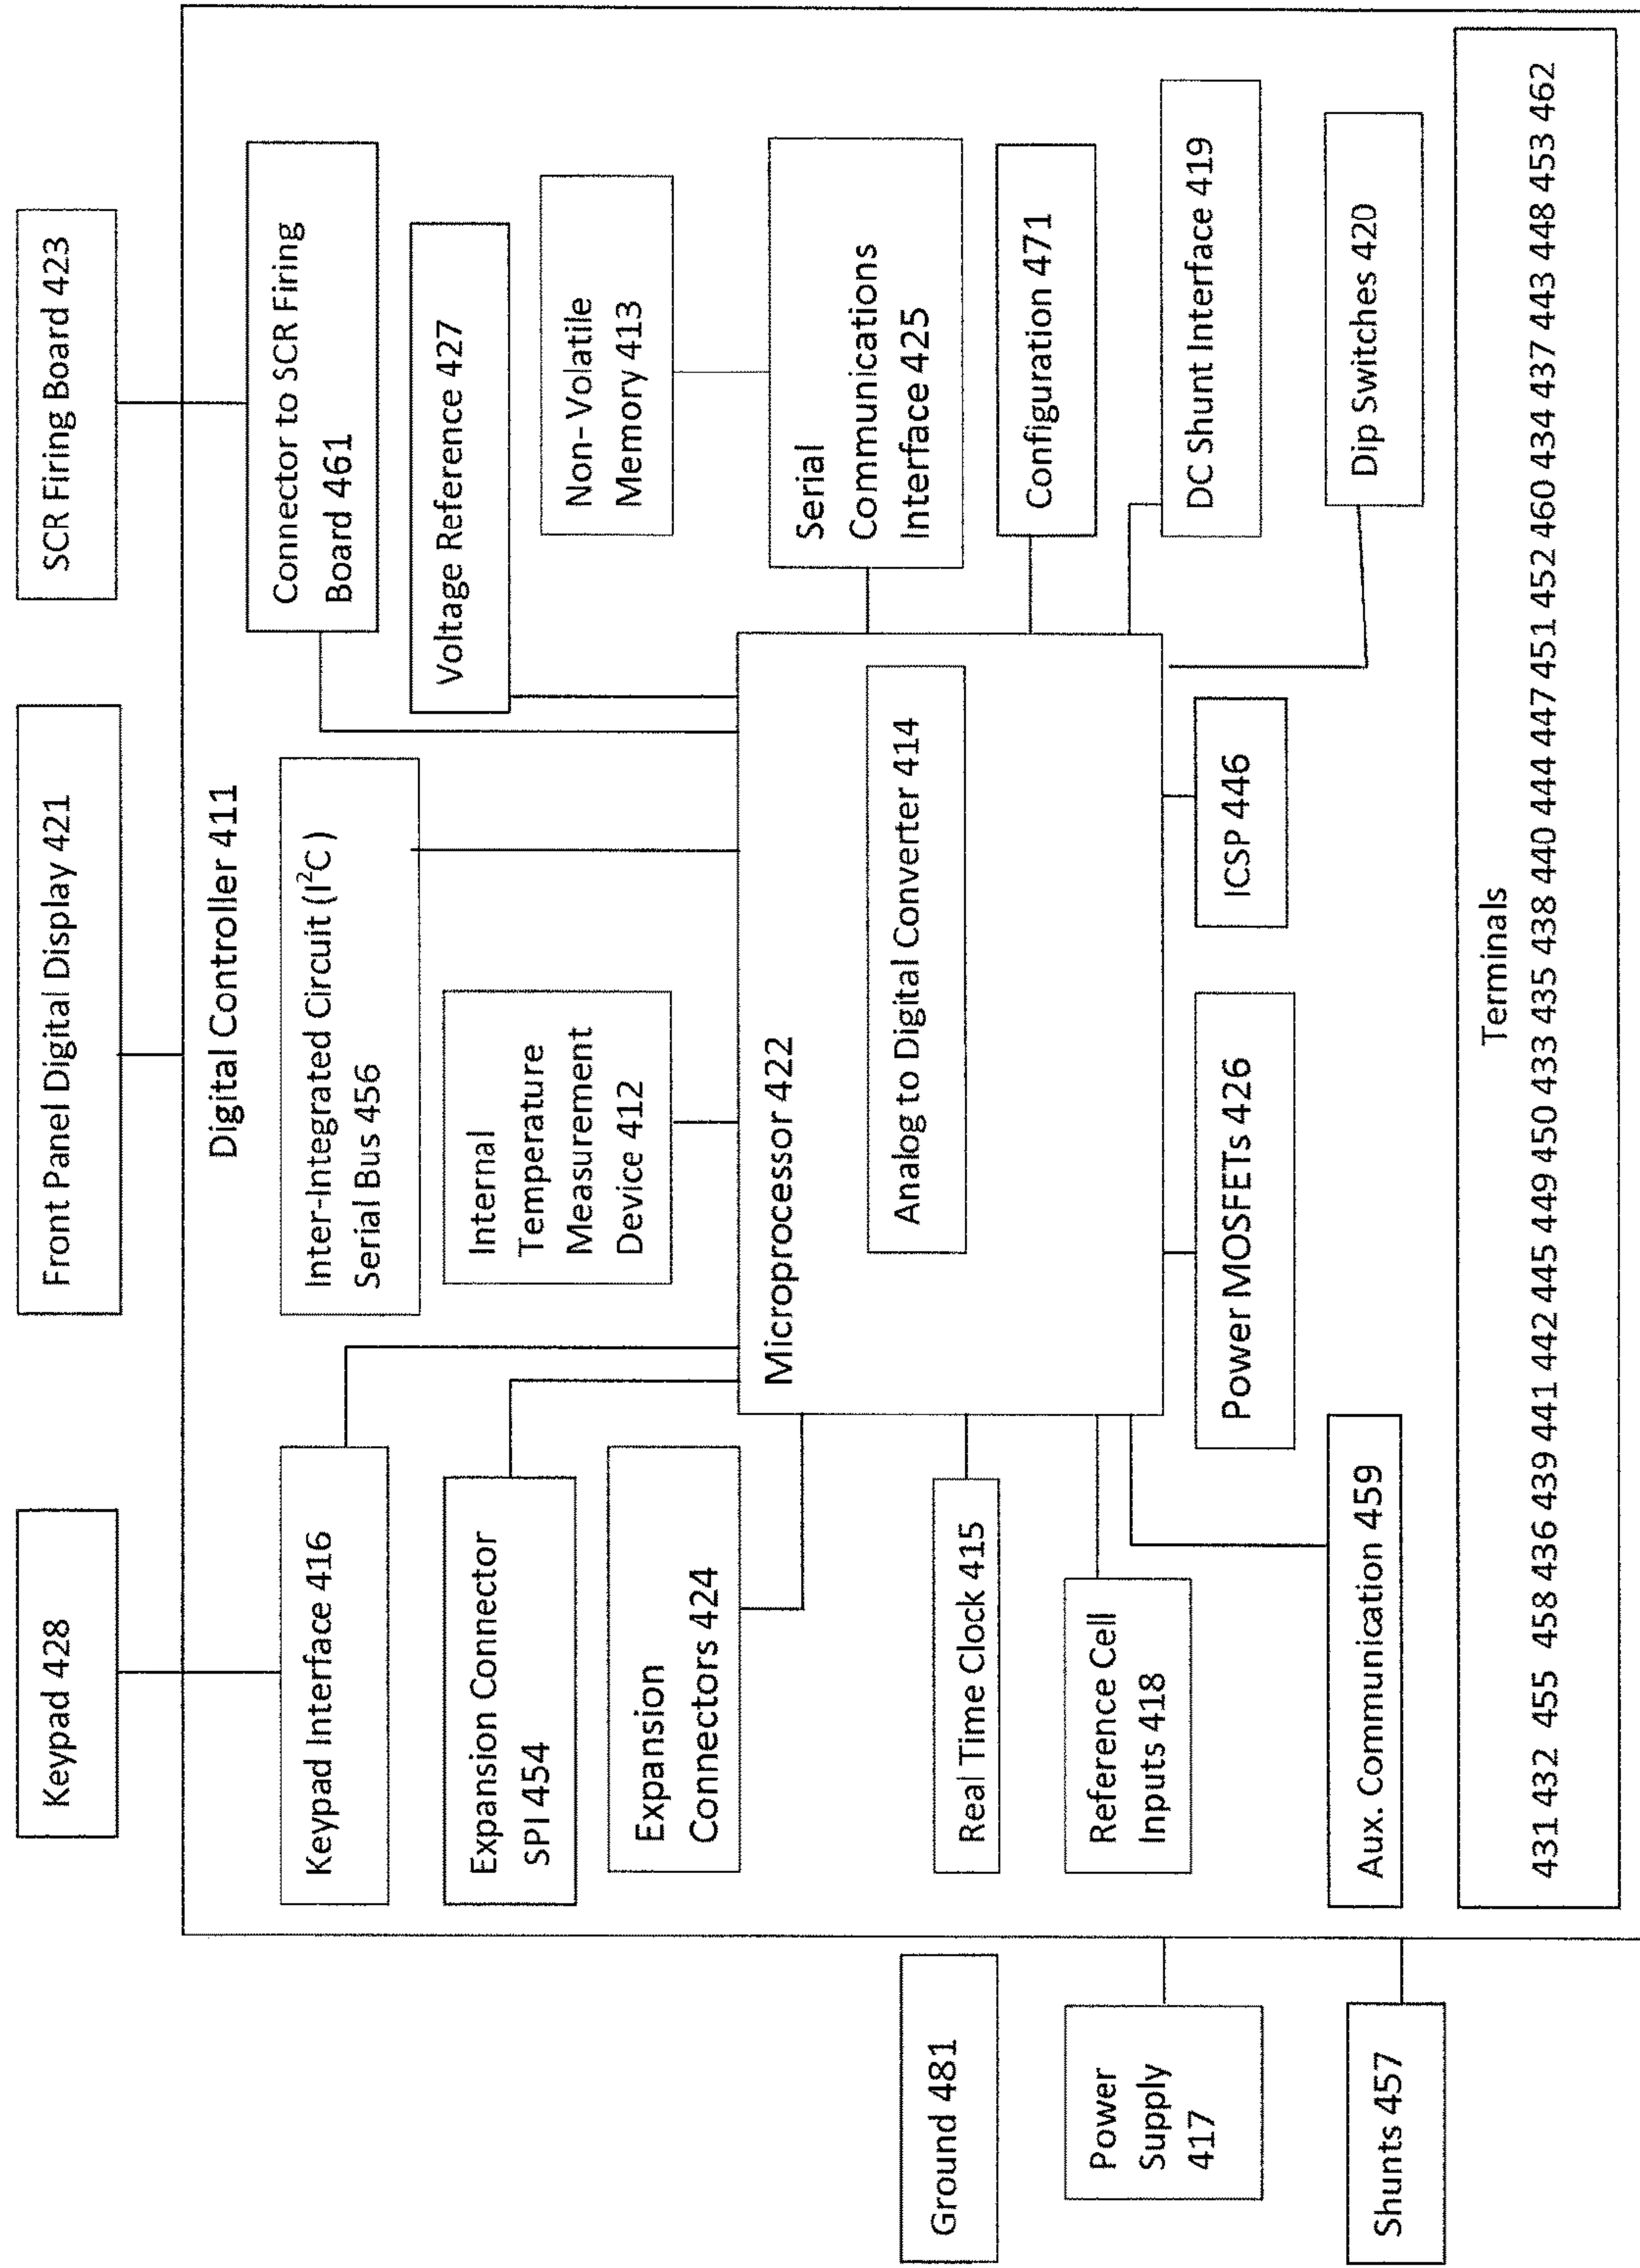 Keypad 428
Front Panel Digital Display 421
SCR Firing Board 423
Digital Controller 411
Keypad Interface 416
Inter-Integrated Circuit (I²C )
Serial Bus 456
Connector to SCR Firing
Board 461
Expansion Connector
SPI 454
Internal
Temperature
Measurement
Device 412
Voltage Reference 427
Expansion
Connectors 424
Non- Volatile
Memory 413
Microprocessor 422
Analog to Digital Converter 414
Serial
Communications
Interface 425
Ground 481
Real Time Clock 415
Configuration 471
Power
Supply
417
Reference Cell
Inputs 418
Power MOSFETs 426
ICSP 446
DC Shunt Interface 419
Shunts 457
Aux. Communication 459
Dip Switches 420
Terminals
431 432 455 458 436 439 441 442 445 449 450 433 435 438 440 444 447 451 452 460 434 437 443 448 453 462